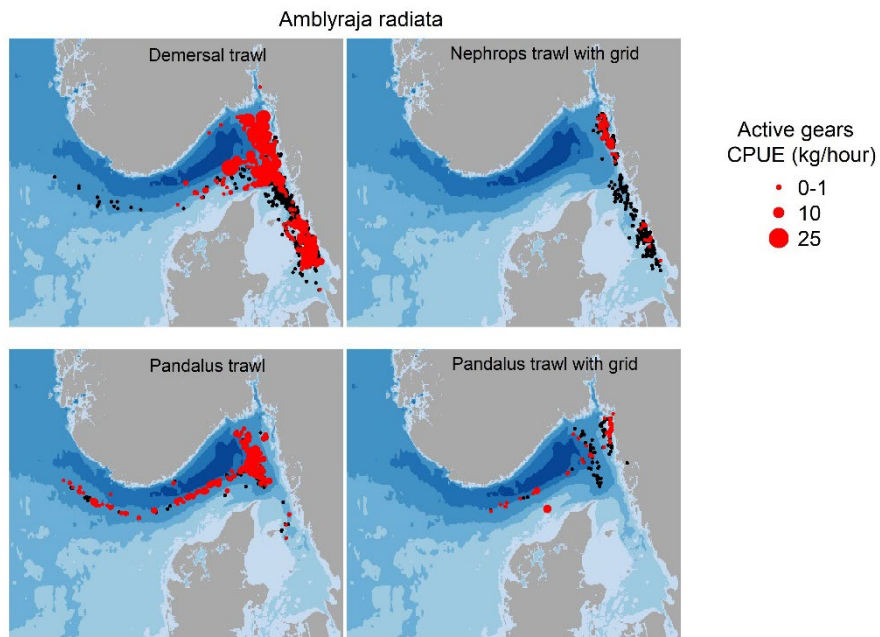 Amblyraja radiata
Demersal trawl
Nephrops trawl with grid
Active gears
CPUE (kg/hour)
0-1
10
25
Pandalus trawl
Pandalus trawl with grid